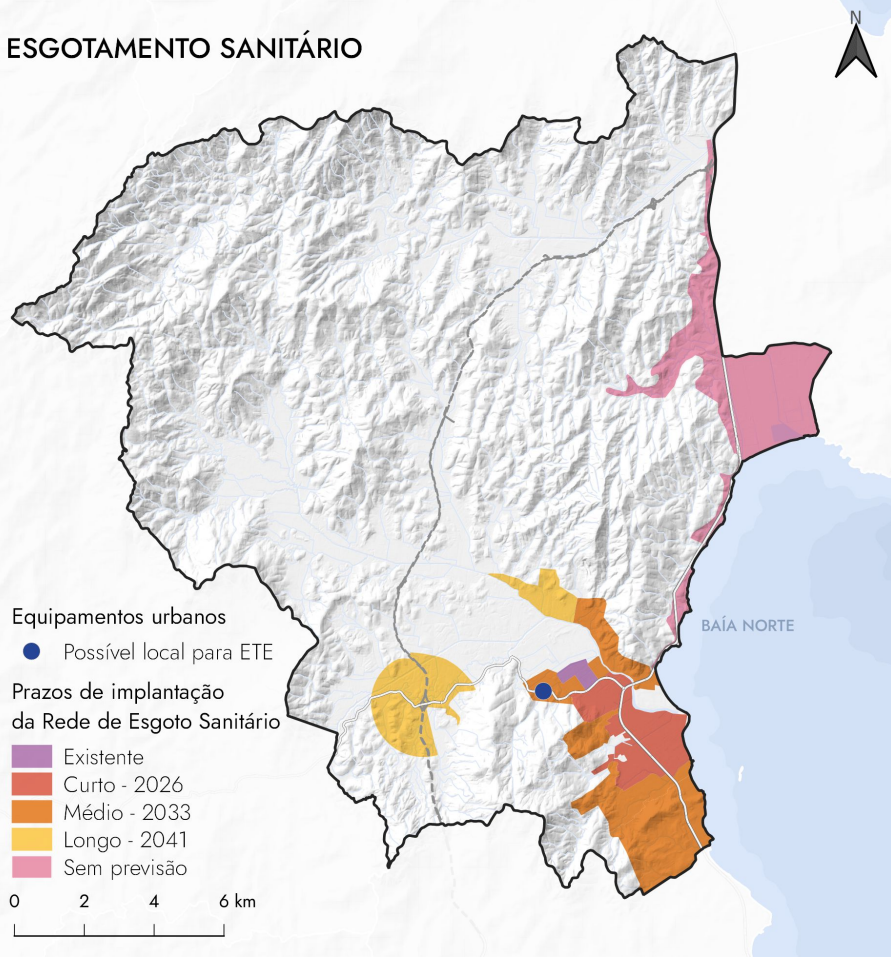 ESGOTAMENTO SANITÁRIO
N
BAÍA NORTE
Equipamentos urbanos
Possível local para ETE
Prazos de implantação
da Rede de Esgoto Sanitário
Existente
Curto - 2026
Médio - 2033
Longo - 2041
Sem previsão
0 2 4 6 km